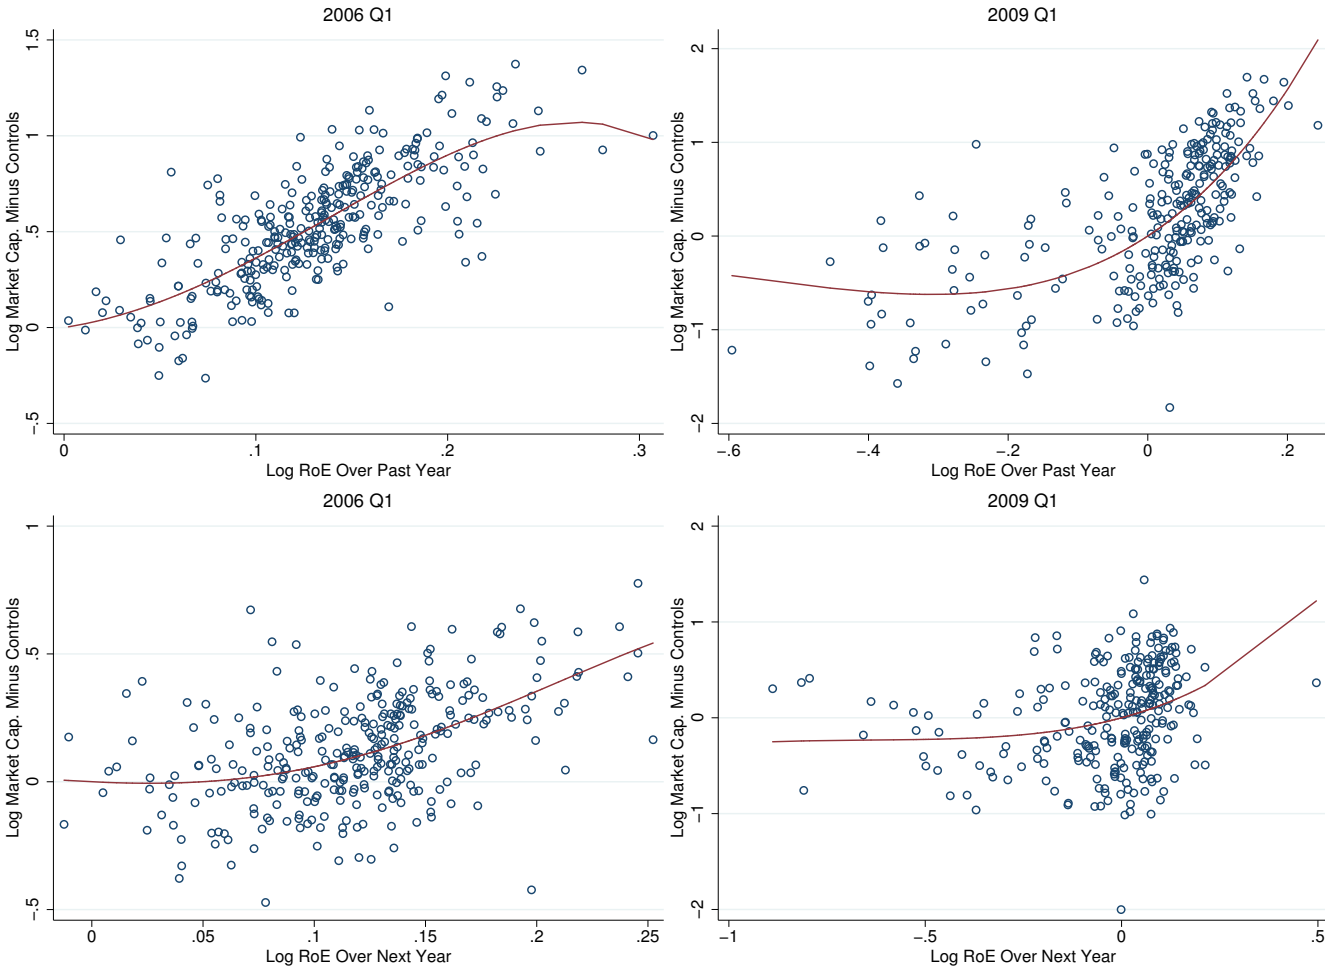 2006 Q1
Log Market Cap. Minus Controls
1.5
1
.5
0
-.5
0 .1 .2 .3
Log RoE Over Past Year
2009 Q1
Log Market Cap. Minus Controls
2
1
0
-1
-2
-.6 -.4 -.2 0 .2
Log RoE Over Past Year
2006 Q1
Log Market Cap. Minus Controls
1
.5
0
-.5
0 .05 .1 .15 .2 .25
Log RoE Over Next Year
2009 Q1
Log Market Cap. Minus Controls
2
1
0
-1
-2
-1 -.5 0 .5
Log RoE Over Next Year